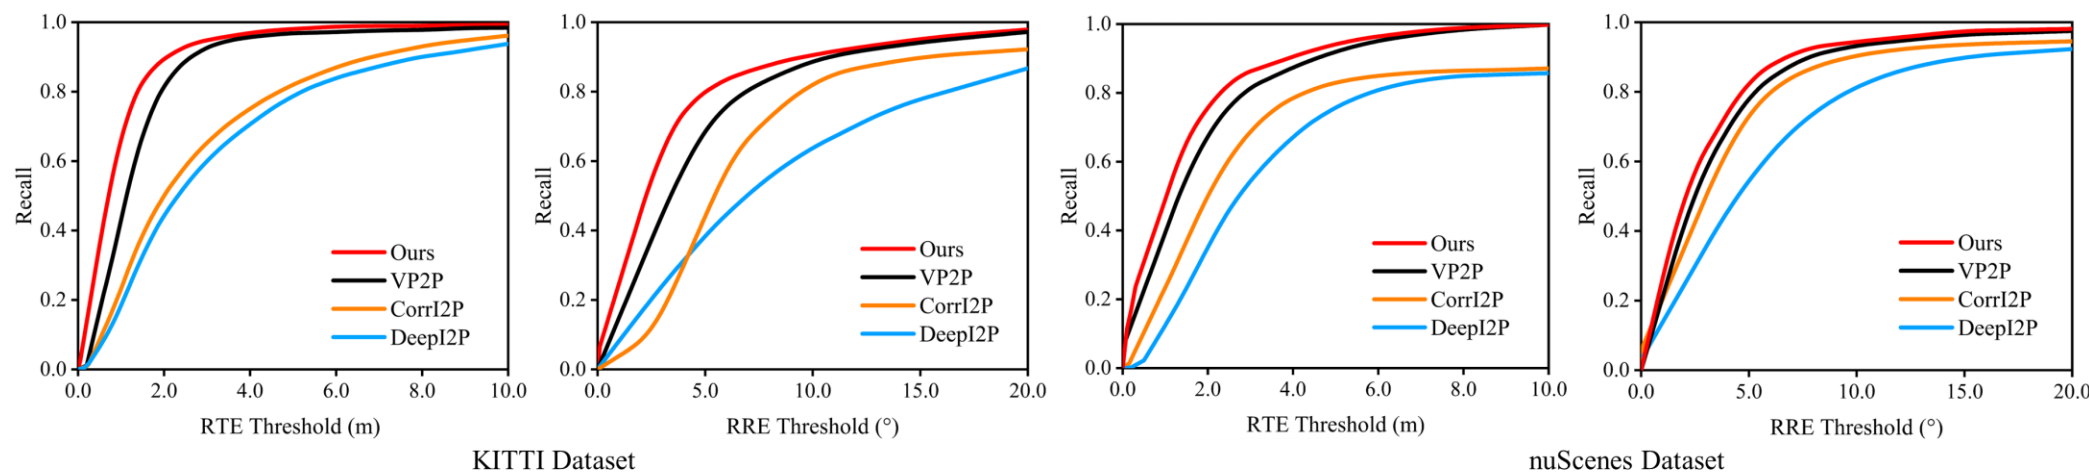 1.0
0.8
0.6
0.4
0.2
0.0
Recall
Ours
VP2P
CorrI2P
DeepI2P
0.0 2.0 4.0 6.0 8.0 10.0
RTE Threshold (m)
1.0
0.8
0.6
0.4
0.2
0.0
Recall
Ours
VP2P
CorrI2P
DeepI2P
0.0 5.0 10.0 15.0 20.0
RRE Threshold (°)
KITTI Dataset
1.0
0.8
0.6
0.4
0.2
0.0
Recall
Ours
VP2P
CorrI2P
DeepI2P
0.0 2.0 4.0 6.0 8.0 10.0
RTE Threshold (m)
1.0
0.8
0.6
0.4
0.2
0.0
Recall
Ours
VP2P
CorrI2P
DeepI2P
0.0 5.0 10.0 15.0 20.0
RRE Threshold (°)
nuScenes Dataset